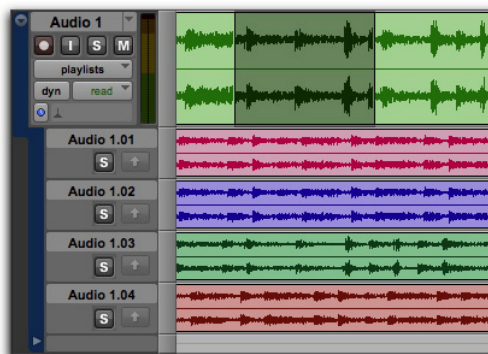 Audio 1
I S M
playlists
dyn read
Audio 1.01
S
Audio 1.02
S
Audio 1.03
S
Audio 1.04
S